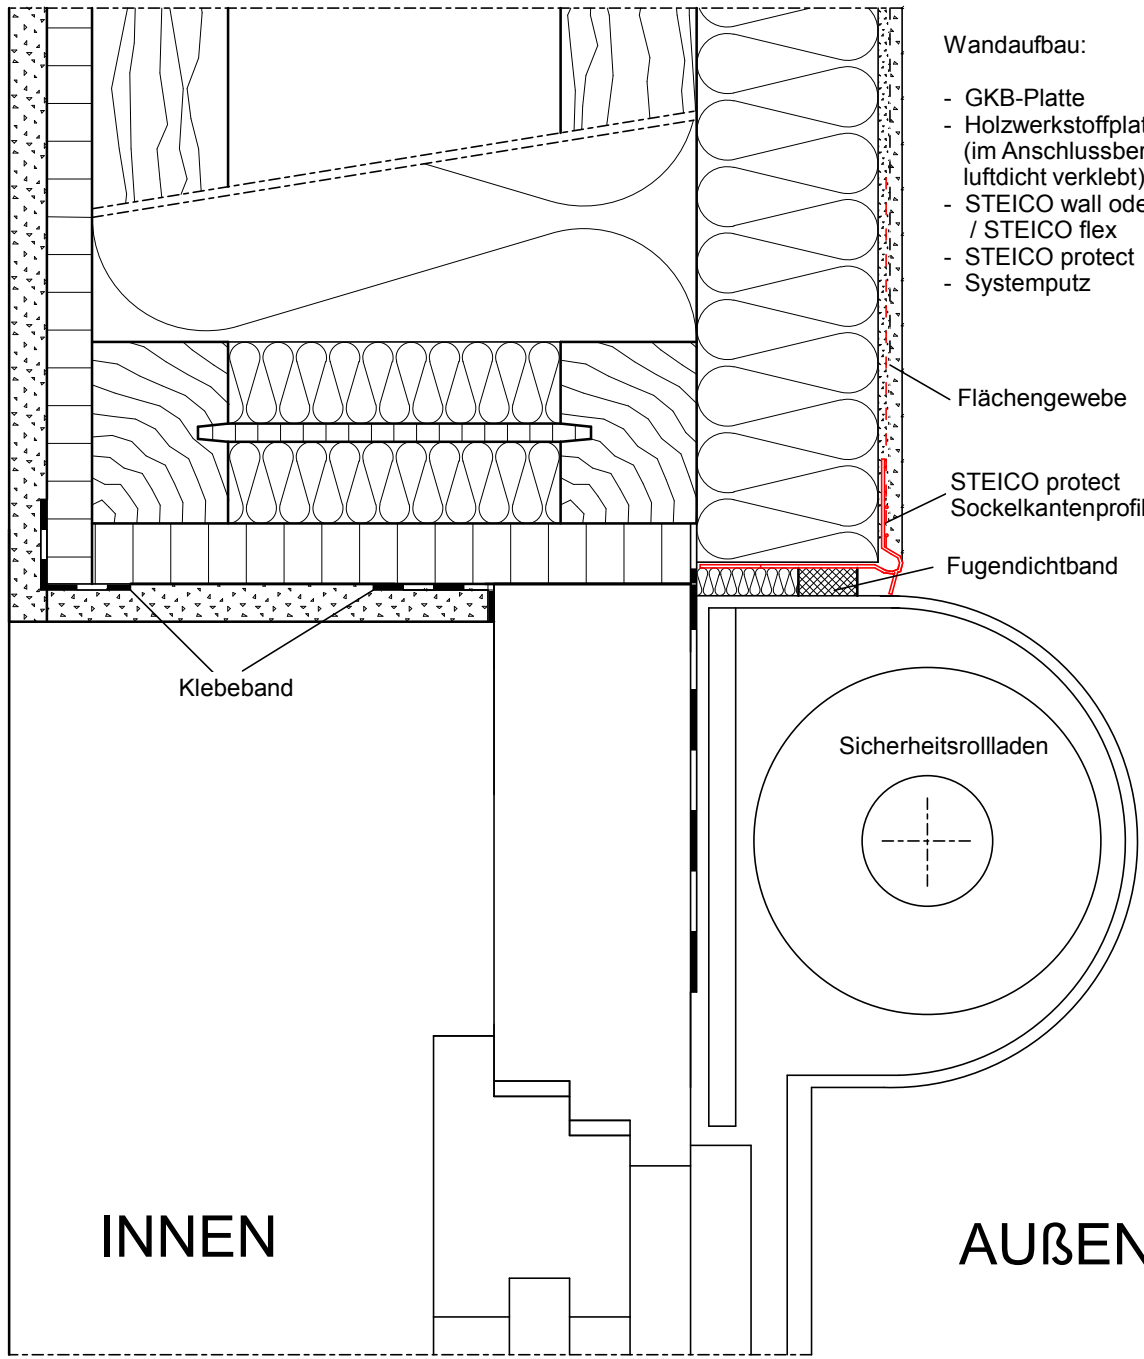 Wandaufbau:
- GKB-Platte
- Holzwerkstoffplat
(im Anschlussber
luftdicht verklebt)
- STEICO wall ode
/ STEICO flex
- STEICO protect
- Systemputz
Flächengewebe
STEICO protect
Sockelkantenprofil
Fugendichtband
Klebeband
Sicherheitsrollladen
INNEN
AUßEN